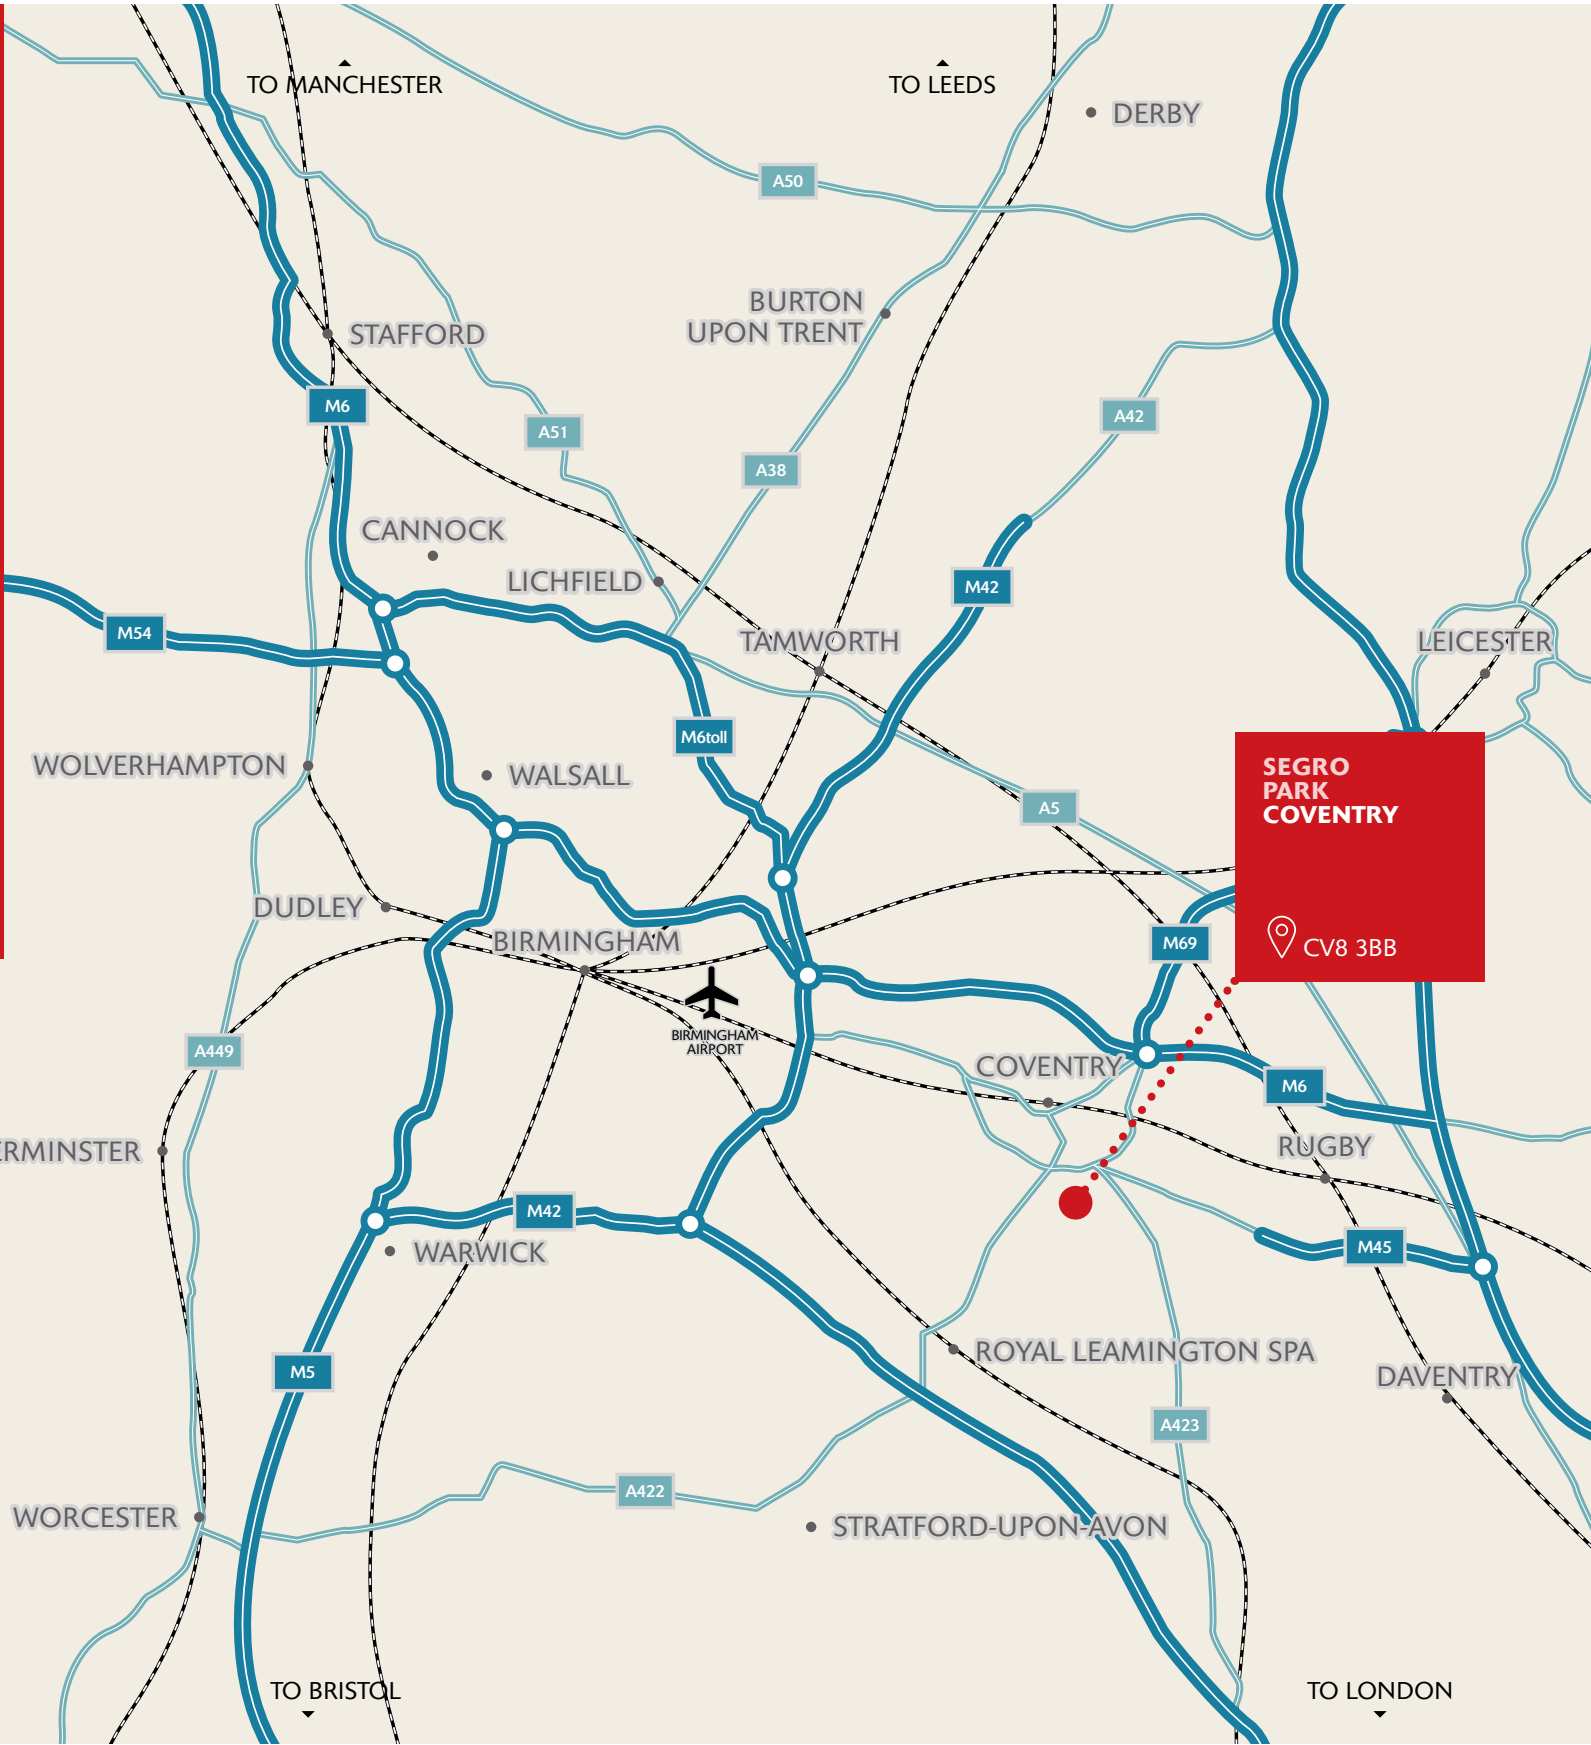 TO MANCHESTER
TO LEEDS
DERBY
A50
BURTON
UPON TRENT
STAFFORD
M6
A51
A42
A38
CANNOCK
LICHFIELD
M42
M54
TAMWORTH
LEICESTER
M6toll
WOLVERHAMPTON
WALSALL
A5
SEGRO
PARK
COVENTRY
CV8 3BB
DUDLEY
BIRMINGHAM
M69
BIRMINGHAM
AIRPORT
A449
COVENTRY
M6
ERMINSTER
RUGBY
M42
M45
WARWICK
M5
ROYAL LEAMINGTON SPA
DAVENTRY
A423
A422
WORCESTER
STRATFORD-UPON-AVON
TO BRISTOL
TO LONDON